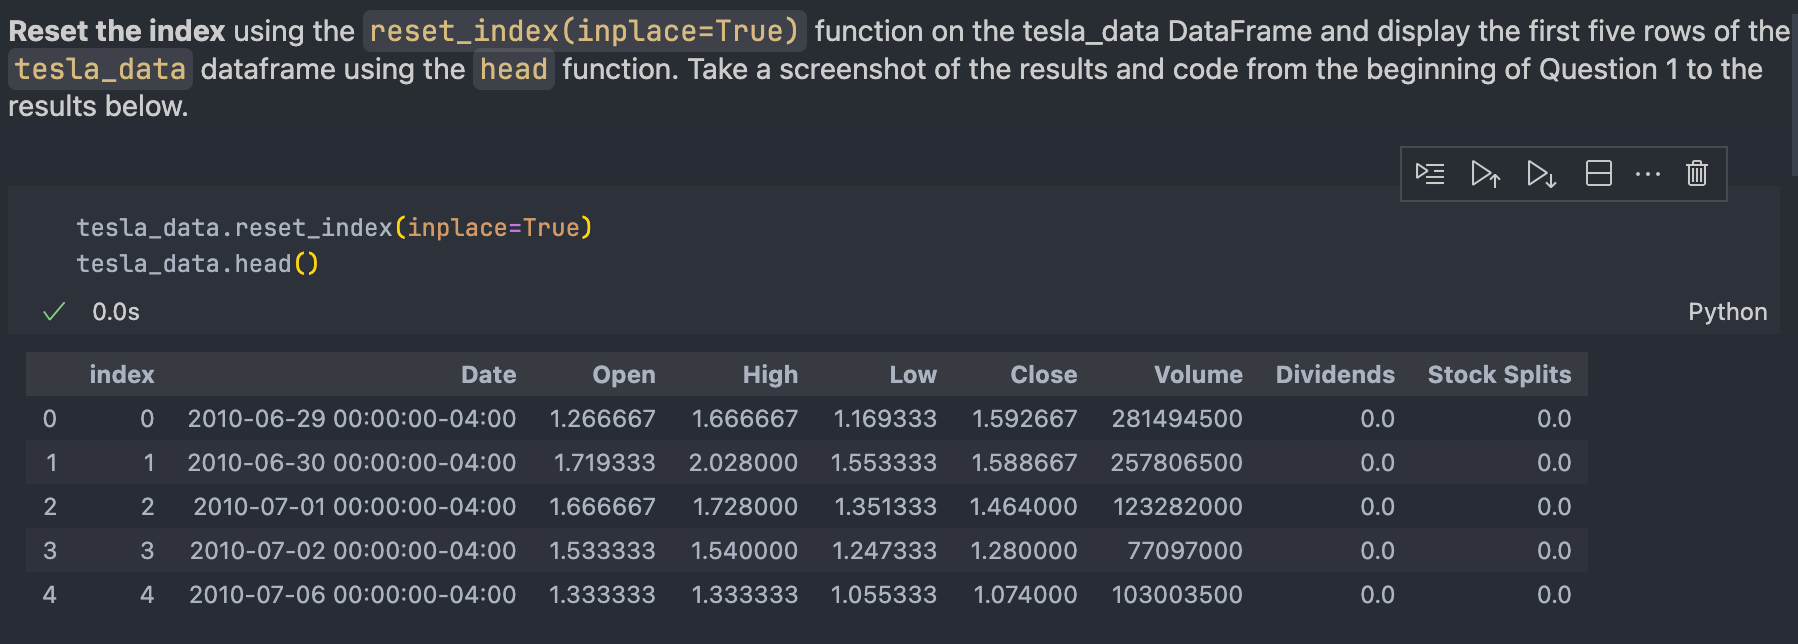 Reset the index using the reset_index(inplace=True) function on the tesla_data DataFrame and display the first five rows of the
tesla_data dataframe using the head function. Take a screenshot of the results and code from the beginning of Question 1 to the
results below.
tesla_data.reset_index(inplace=True)
tesla_data.head()
0.0s Python
index Date Open High Low Close Volume Dividends Stock Splits
0 0 2010-06-29 00:00:00-04:00 1.266667 1.666667 1.169333 1.592667 281494500 0.0 0.0
1 1 2010-06-30 00:00:00-04:00 1.719333 2.028000 1.553333 1.588667 257806500 0.0 0.0
2 2 2010-07-01 00:00:00-04:00 1.666667 1.728000 1.351333 1.464000 123282000 0.0 0.0
3 3 2010-07-02 00:00:00-04:00 1.533333 1.540000 1.247333 1.280000 77097000 0.0 0.0
4 4 2010-07-06 00:00:00-04:00 1.333333 1.333333 1.055333 1.074000 103003500 0.0 0.0